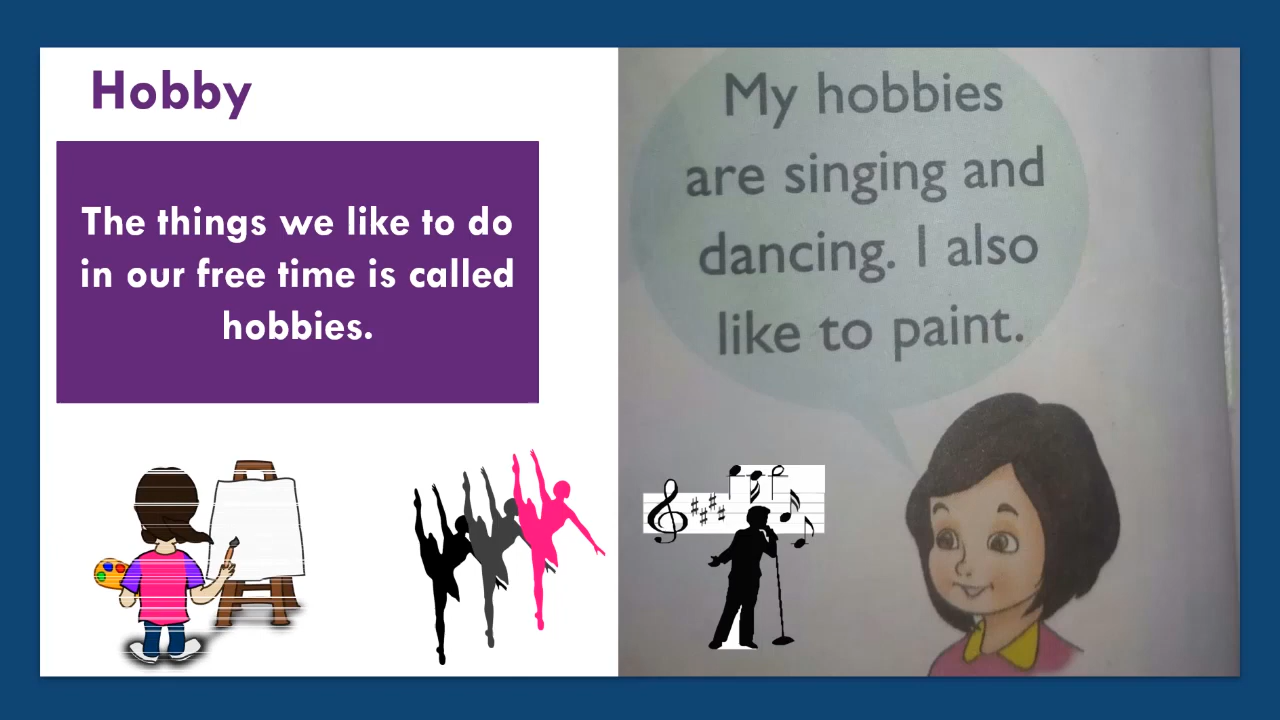 Hobby
The things we like to do
in our free time is called
hobbies.
My hobbies
are singing and
dancing. I also
like to paint.